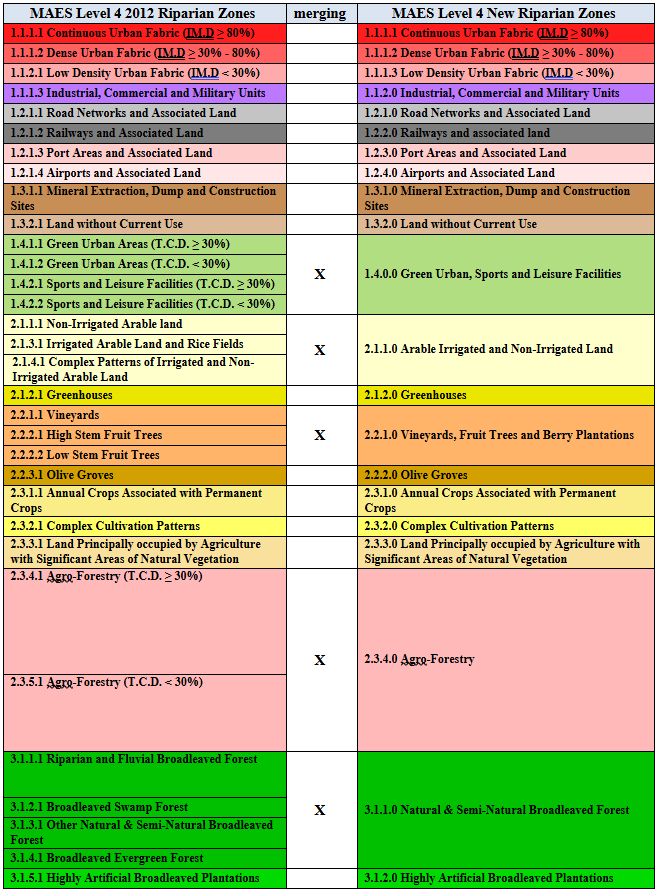 MAES Level 4 2012 Riparian Zones merging MAES Level 4 New Riparian Zones
1.1.1.1 Continuous Urban Fabric (IM.D ≥ 80%) 1.1.1.1 Continuous Urban Fabric (IM.D ≥ 80%)
1.1.1.2 Dense Urban Fabric (IM.D ≥ 30% - 80%) 1.1.1.2 Dense Urban Fabric (IM.D ≥ 30% - 80%)
1.1.2.1 Low Density Urban Fabric (IM.D < 30%) 1.1.1.3 Low Density Urban Fabric (IM.D < 30%)
1.1.1.3 Industrial, Commercial and Military Units 1.1.2.0 Industrial, Commercial and Military Units
1.2.1.1 Road Networks and Associated Land 1.2.1.0 Road Networks and Associated Land
1.2.1.2 Railways and Associated Land 1.2.2.0 Railways and associated land
1.2.1.3 Port Areas and Associated Land 1.2.3.0 Port Areas and Associated Land
1.2.1.4 Airports and Associated Land 1.2.4.0 Airports and Associated Land
1.3.1.1 Mineral Extraction, Dump and Construction 1.3.1.0 Mineral Extraction, Dump and Construction
Sites Sites
1.3.2.1 Land without Current Use 1.3.2.0 Land without Current Use
1.4.1.1 Green Urban Areas (T.C.D. ≥ 30%)
1.4.1.2 Green Urban Areas (T.C.D. < 30%)
X 1.4.0.0 Green Urban, Sports and Leisure Facilities
1.4.2.1 Sports and Leisure Facilities (T.C.D. ≥ 30%)
1.4.2.2 Sports and Leisure Facilities (T.C.D. < 30%)
2.1.1.1 Non-Irrigated Arable land
2.1.3.1 Irrigated Arable Land and Rice Fields
X 2.1.1.0 Arable Irrigated and Non-Irrigated Land
2.1.4.1 Complex Patterns of Irrigated and Non-
Irrigated Arable Land
2.1.2.1 Greenhouses 2.1.2.0 Greenhouses
2.2.1.1 Vineyards
2.2.2.1 High Stem Fruit Trees X 2.2.1.0 Vineyards, Fruit Trees and Berry Plantations
2.2.2.2 Low Stem Fruit Trees
2.2.3.1 Olive Groves 2.2.2.0 Olive Groves
2.3.1.1 Annual Crops Associated with Permanent 2.3.1.0 Annual Crops Associated with Permanent
Crops Crops
2.3.2.1 Complex Cultivation Patterns 2.3.2.0 Complex Cultivation Patterns
2.3.3.1 Land Principally occupied by Agriculture 2.3.3.0 Land Principally occupied by Agriculture with
with Significant Areas of Natural Vegetation Significant Areas of Natural Vegetation
2.3.4.1 Agro-Forestry (T.C.D. ≥ 30%)
X 2.3.4.0 Agro-Forestry
2.3.5.1 Agro-Forestry (T.C.D. < 30%)
3.1.1.1 Riparian and Fluvial Broadleaved Forest
3.1.2.1 Broadleaved Swamp Forest
X 3.1.1.0 Natural & Semi-Natural Broadleaved Forest
3.1.3.1 Other Natural & Semi-Natural Broadleaved
Forest
3.1.4.1 Broadleaved Evergreen Forest
3.1.5.1 Highly Artificial Broadleaved Plantations 3.1.2.0 Highly Artificial Broadleaved Plantations